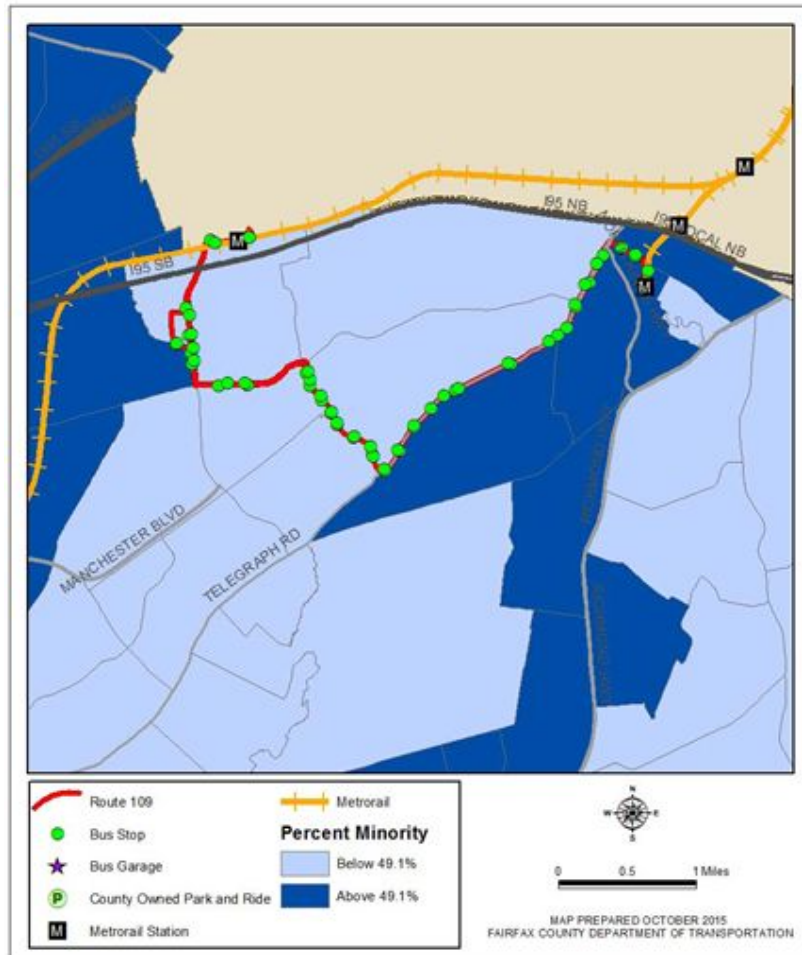 I95 NB
I95 LOCAL NB
I95 SB
MANCHESTER BLVD
TELEGRAPH RD
Route 109
Bus Stop
Bus Garage
P County Owned Park and Ride
M Metrorail Station
Metrorail
Percent Minority
Below 49.1%
Above 49.1%
N
W E
S
0 0.5 1 Miles
MAP PREPARED OCTOBER 2015
FAIRFAX COUNTY DEPARTMENT OF TRANSPORTATION